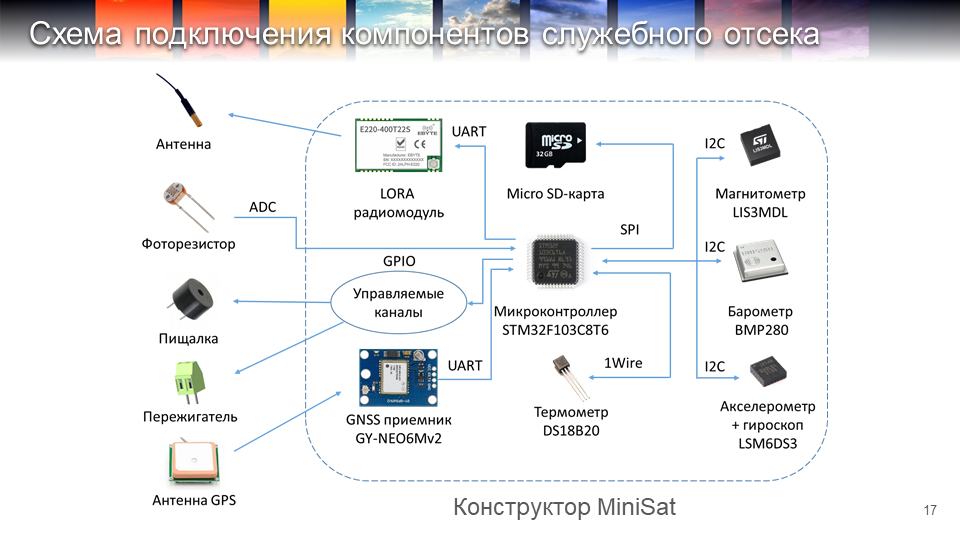 Схема подключения компонентов служебного отсека
Антенна
E220-400T22S
EBYTE
UART
micro
SD
32GB
I2C
LIS3MDL
LORA
радиомодуль
Micro SD-карта
Магнитометр
LIS3MDL
ADC
Фоторезистор
SPI
I2C
GPIO
Управляемые
каналы
Пищалка
Микроконтроллер
STM32F103C8T6
Барометр
BMP280
UART
1Wire
I2C
Пережигатель
GNSS приемник
GY-NEO6Mv2
Термометр
DS18B20
Акселерометр
+ гироскоп
LSM6DS3
Антенна GPS
Конструктор MiniSat
17